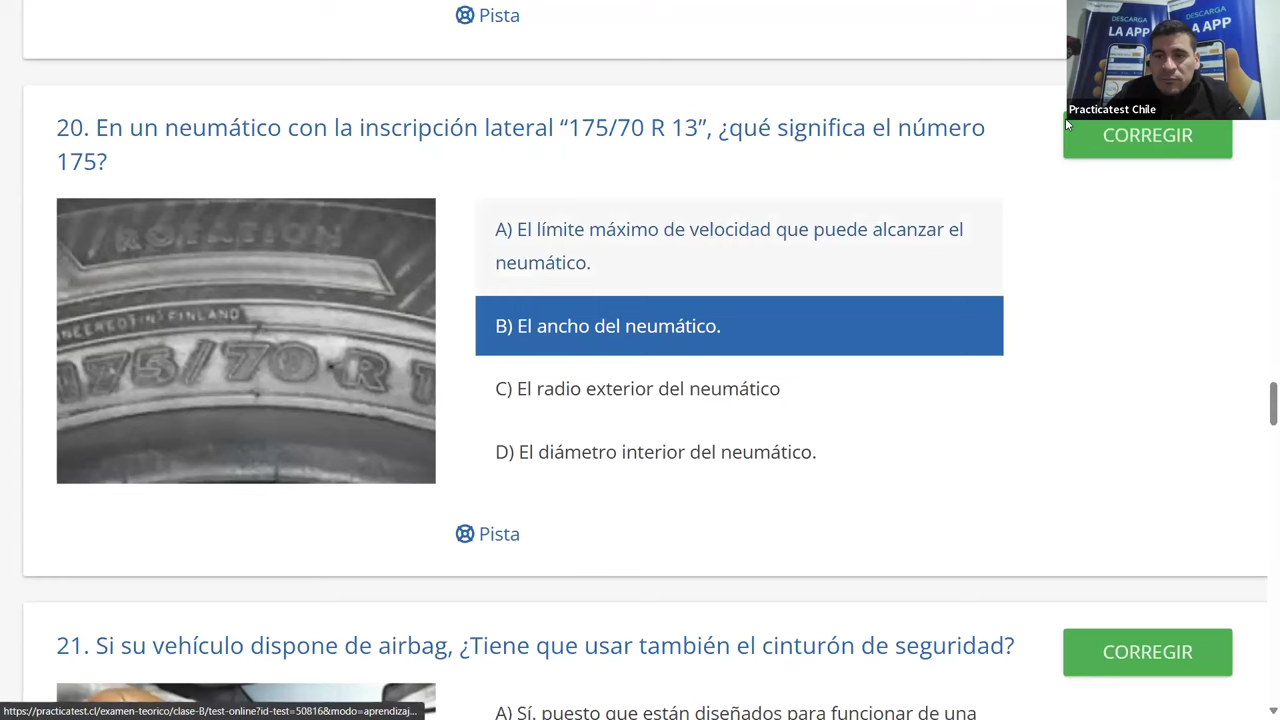 Pista
DESCARGA
LA APP
DESCARGA
LA APP
Practicatest Chile
20. En un neumático con la inscripción lateral “175/70 R 13”, ¿qué significa el número
175?
CORREGIR
ROTATION
FINLAND
175/70 R 1
A) El límite máximo de velocidad que puede alcanzar el
neumático.
B) El ancho del neumático.
C) El radio exterior del neumático
D) El diámetro interior del neumático.
Pista
21. Si su vehículo dispone de airbag, ¿Tiene que usar también el cinturón de seguridad?
CORREGIR
A) Sí, puesto que están diseñados para funcionar de una
https://practicatest.cl/examen-teorico/clase-B/test-online?id-test=50816&modo=aprendizaj...